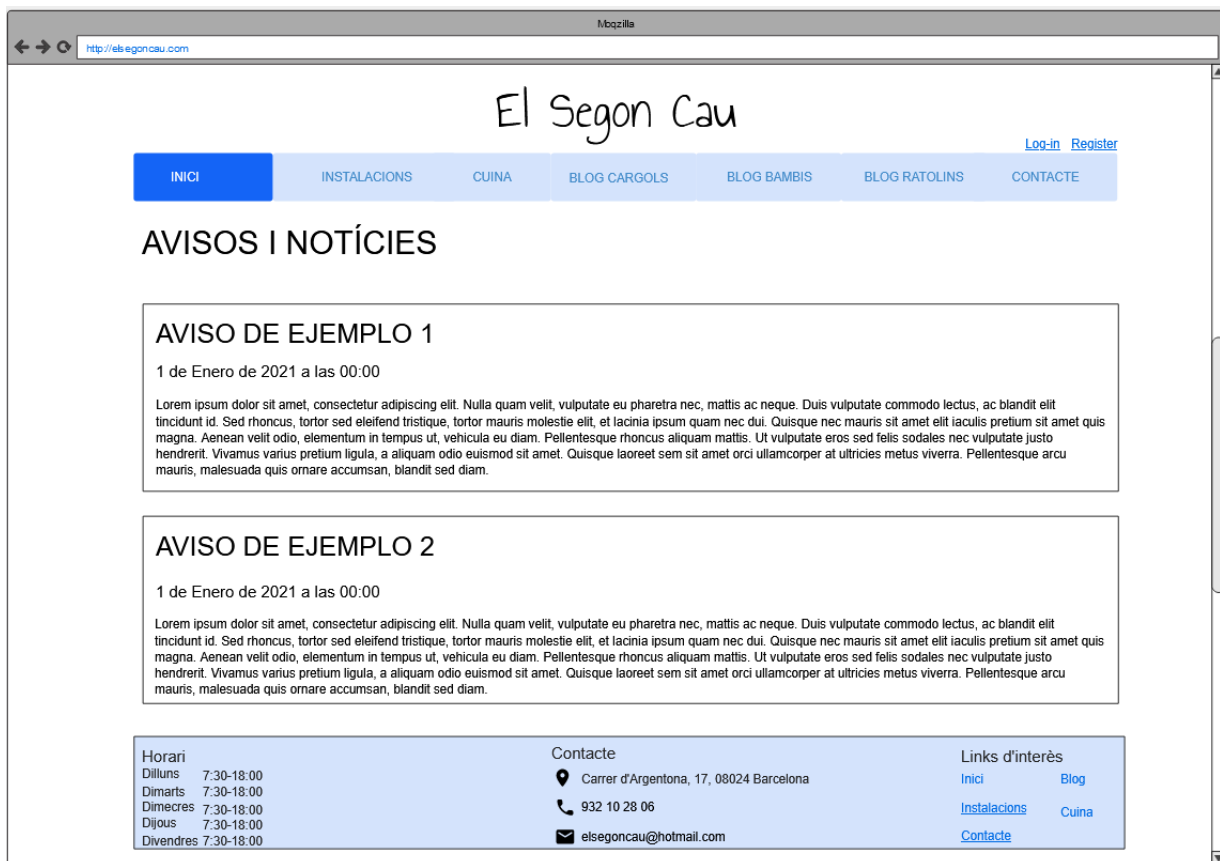 Moqzilla
http://elsegoncau.com
El Segon Cau
Log-in Register
INICI INSTALACIONS CUINA BLOG CARGOLS BLOG BAMBIS BLOG RATOLINS CONTACTE
AVISOS I NOTÍCIES
AVISO DE EJEMPLO 1
1 de Enero de 2021 a las 00:00
Lorem ipsum dolor sit amet, consectetur adipiscing elit. Nulla quam velit, vulputate eu pharetra nec, mattis ac neque. Duis vulputate commodo lectus, ac blandit elit
tincidunt id. Sed rhoncus, tortor sed eleifend tristique, tortor mauris molestie elit, et lacinia ipsum quam nec dui. Quisque nec mauris sit amet elit iaculis pretium sit amet quis
magna. Aenean velit odio, elementum in tempus ut, vehicula eu diam. Pellentesque rhoncus aliquam mattis. Ut vulputate eros sed felis sodales nec vulputate justo
hendrerit. Vivamus varius pretium ligula, a aliquam odio euismod sit amet. Quisque laoreet sem sit amet orci ullamcorper at ultricies metus viverra. Pellentesque arcu
mauris, malesuada quis ornare accumsan, blandit sed diam.
AVISO DE EJEMPLO 2
1 de Enero de 2021 a las 00:00
Lorem ipsum dolor sit amet, consectetur adipiscing elit. Nulla quam velit, vulputate eu pharetra nec, mattis ac neque. Duis vulputate commodo lectus, ac blandit elit
tincidunt id. Sed rhoncus, tortor sed eleifend tristique, tortor mauris molestie elit, et lacinia ipsum quam nec dui. Quisque nec mauris sit amet elit iaculis pretium sit amet quis
magna. Aenean velit odio, elementum in tempus ut, vehicula eu diam. Pellentesque rhoncus aliquam mattis. Ut vulputate eros sed felis sodales nec vulputate justo
hendrerit. Vivamus varius pretium ligula, a aliquam odio euismod sit amet. Quisque laoreet sem sit amet orci ullamcorper at ultricies metus viverra. Pellentesque arcu
mauris, malesuada quis ornare accumsan, blandit sed diam.
Horari
Dilluns 7:30-18:00
Dimarts 7:30-18:00
Dimecres 7:30-18:00
Dijous 7:30-18:00
Divendres 7:30-18:00
Contacte
Carrer d'Argentona, 17, 08024 Barcelona
932 10 28 06
elsegoncau@hotmail.com
Links d'interès
Inici Blog
Instalacions Cuina
Contacte